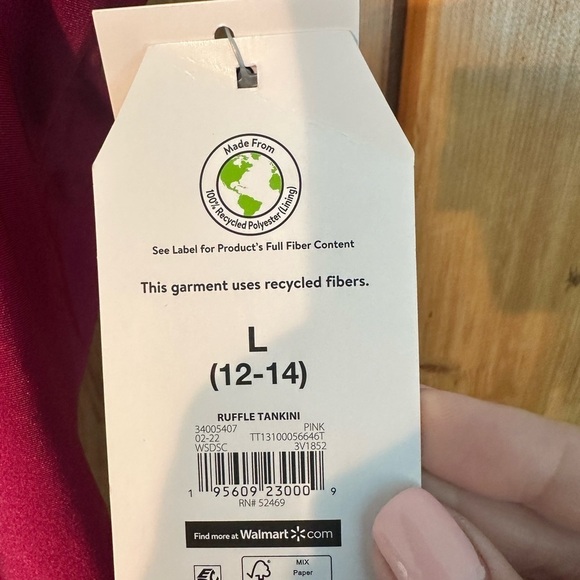 Made From
100% Recycled Polyester (Lining)
See Label for Product's Full Fiber Content
This garment uses recycled fibers.
L
(12-14)
RUFFLE TANKINI
34005407 PINK
02-22 TT13100056646T
WSDSC 3V1852
1 95609 23000 9
RN# 52469
Find more at Walmart.com
MIX
Paper
FSC